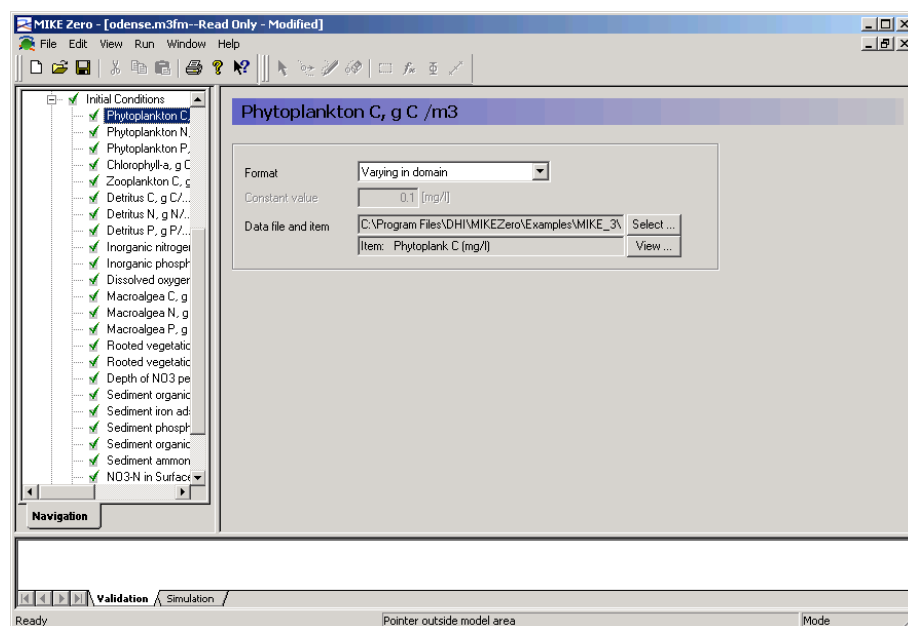 MIKE Zero - [odense.m3fm--Read Only - Modified]
File Edit View Run Window Help
Initial Conditions
Phytoplankton C,
Phytoplankton N,
Phytoplankton P,
Chlorophyll-a, g C
Zooplankton C, g
Detritus C, g C/...
Detritus N, g N/..
Detritus P, g P/...
Inorganic nitroger
Inorganic phosph
Dissolved oxyger
Macroalgea C, g
Macroalgea N, g
Macroalgea P, g
Rooted vegetatic
Rooted vegetatic
Depth of NO3 pe
Sediment organic
Sediment iron ad:
Sediment phosph
Sediment organic
Sediment ammon
NO3-N in Surface
Navigation
Phytoplankton C, g C /m3
Format Varying in domain
Constant value 0.1 [mg/l]
Data file and item C:\Program Files\DHI\MIKEZero\Examples\MIKE_3\ Select ...
Item: Phytoplank C (mg/l) View ...
Validation Simulation
Ready Pointer outside model area Mode